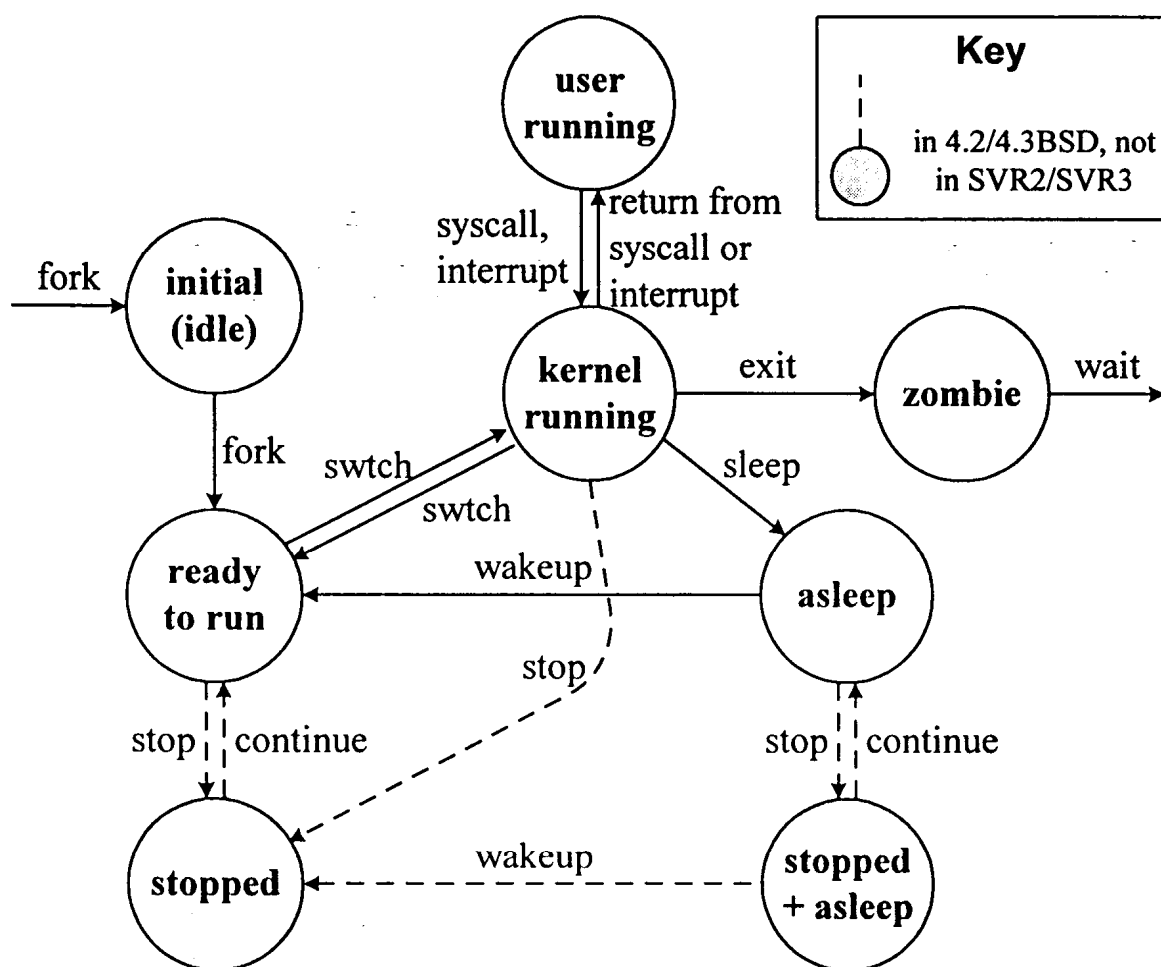 Key
in 4.2/4.3BSD, not
in SVR2/SVR3
user
running
syscall,
interrupt
return from
syscall or
interrupt
fork
initial
(idle)
kernel
running
exit
zombie
wait
fork
swtch
swtch
sleep
ready
to run
wakeup
asleep
stop
stop
continue
stop
continue
stopped
wakeup
stopped
+ asleep